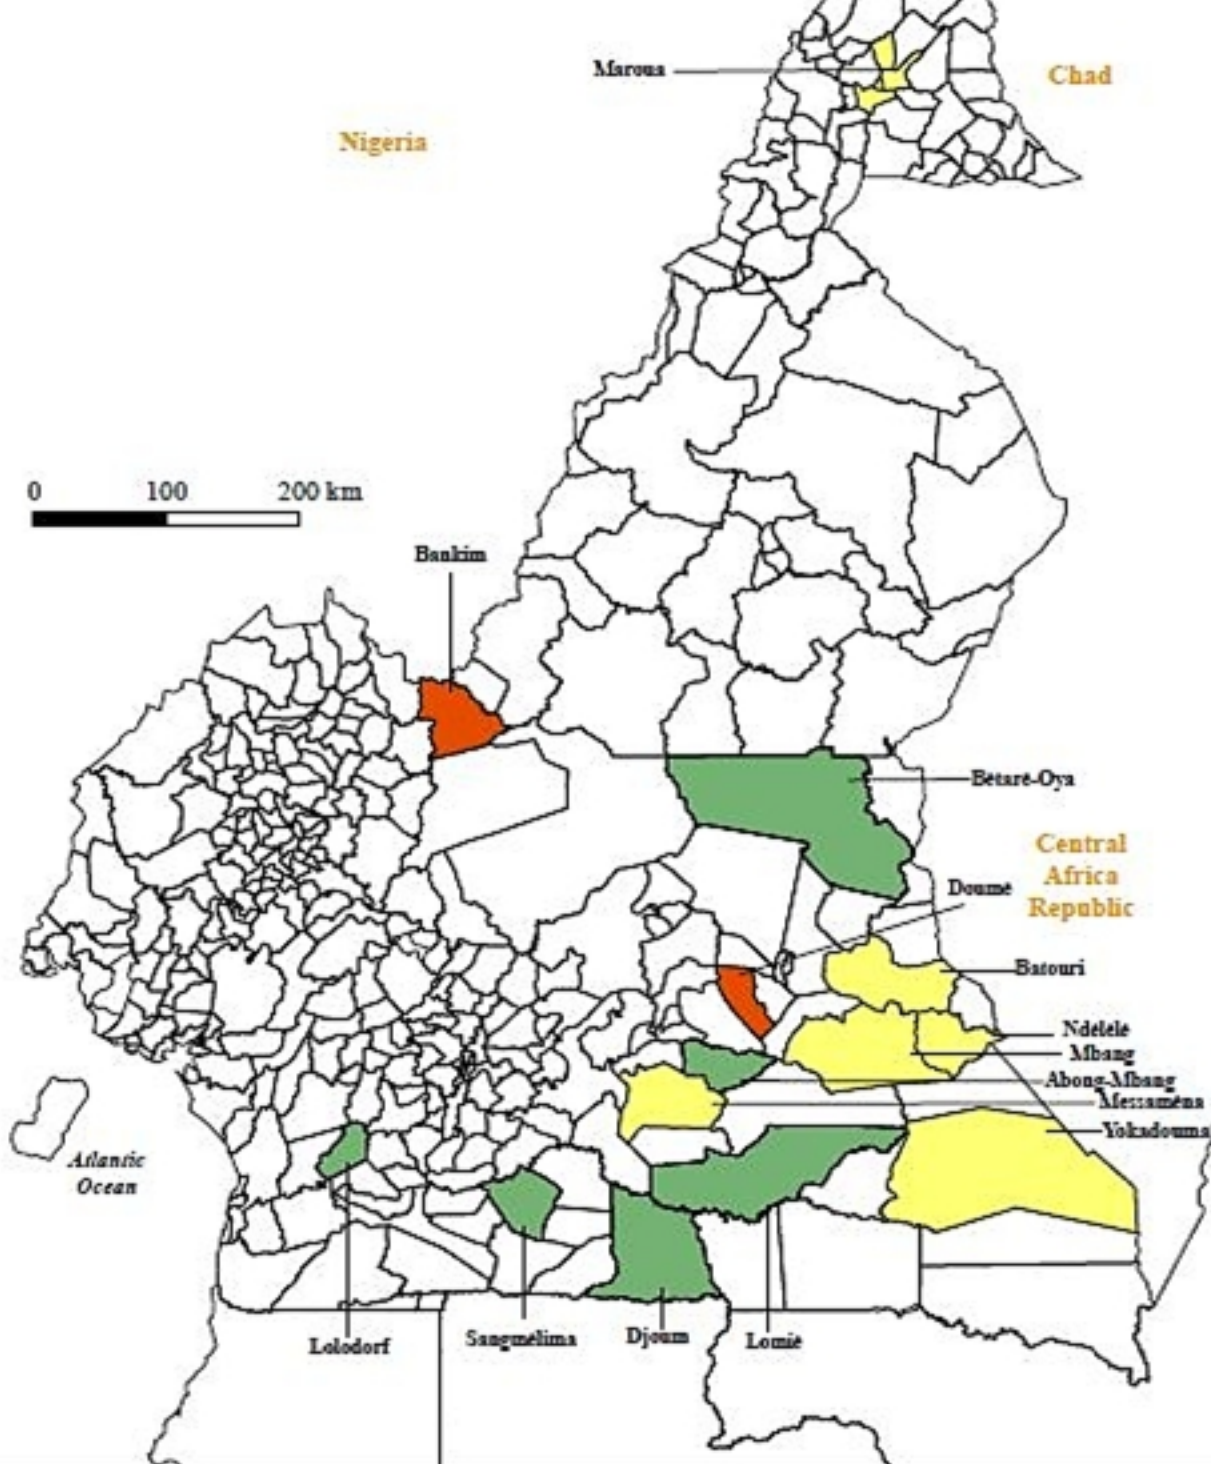 Maroua
Chad
Nigeria
0 100 200 km
Bankim
Bétaré-Oya
Central
Africa
Republic
Doumé
Batouri
Ndélélé
Mbang
Abong-Mbang
Messaména
Yokadouma
Atlantic
Ocean
Lolodorf
Sangmélima
Djoum
Lomié